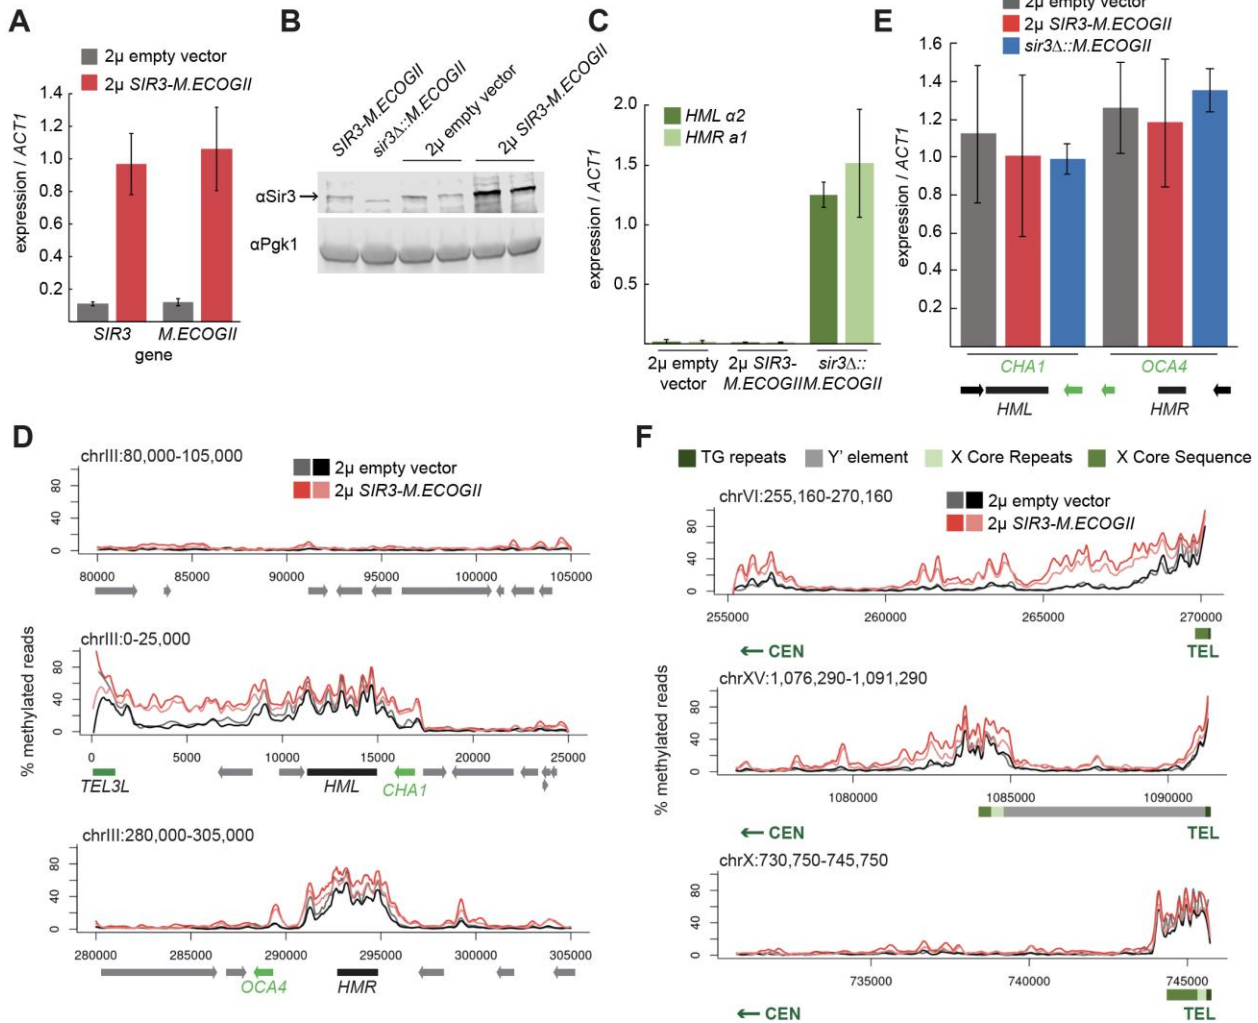 A
2μ empty vector
2μ SIR3-M.ECOGII
expression / ACT1
1.4
1.2
1.0
0.8
0.6
0.4
0.2
SIR3
M.ECOGII
gene
B
SIR3-M.ECOGII
sir3Δ::M.ECOGII
2μ empty vector
2μ SIR3-M.ECOGII
αSir3
αPgk1
C
HML α2
HMR a1
expression / ACT1
2.0
1.5
1.0
0.5
2μ empty vector
2μ SIR3-M.ECOGII
sir3Δ::M.ECOGII
E
2μ empty vector
2μ SIR3-M.ECOGII
sir3Δ::M.ECOGII
expression / ACT1
1.6
1.4
1.2
1.0
0.8
0.6
0.4
0.2
CHA1
OCA4
HML
HMR
D
chrIII:80,000-105,000
2μ empty vector
2μ SIR3-M.ECOGII
80
40
0
80000 85000 90000 95000 100000 105000
% methylated reads
chrIII:0-25,000
80
40
0
0 5000 10000 15000 20000 25000
TEL3L
HML
CHA1
chrIII:280,000-305,000
80
40
0
280000 285000 290000 295000 300000 305000
OCA4
HMR
F
TG repeats
Y' element
X Core Repeats
X Core Sequence
chrVI:255,160-270,160
2μ empty vector
2μ SIR3-M.ECOGII
80
40
0
255000 260000 265000 270000
← CEN
TEL
% methylated reads
chrXV:1,076,290-1,091,290
80
40
0
1080000 1085000 1090000
← CEN
TEL
chrX:730,750-745,750
80
40
0
735000 740000 745000
← CEN
TEL